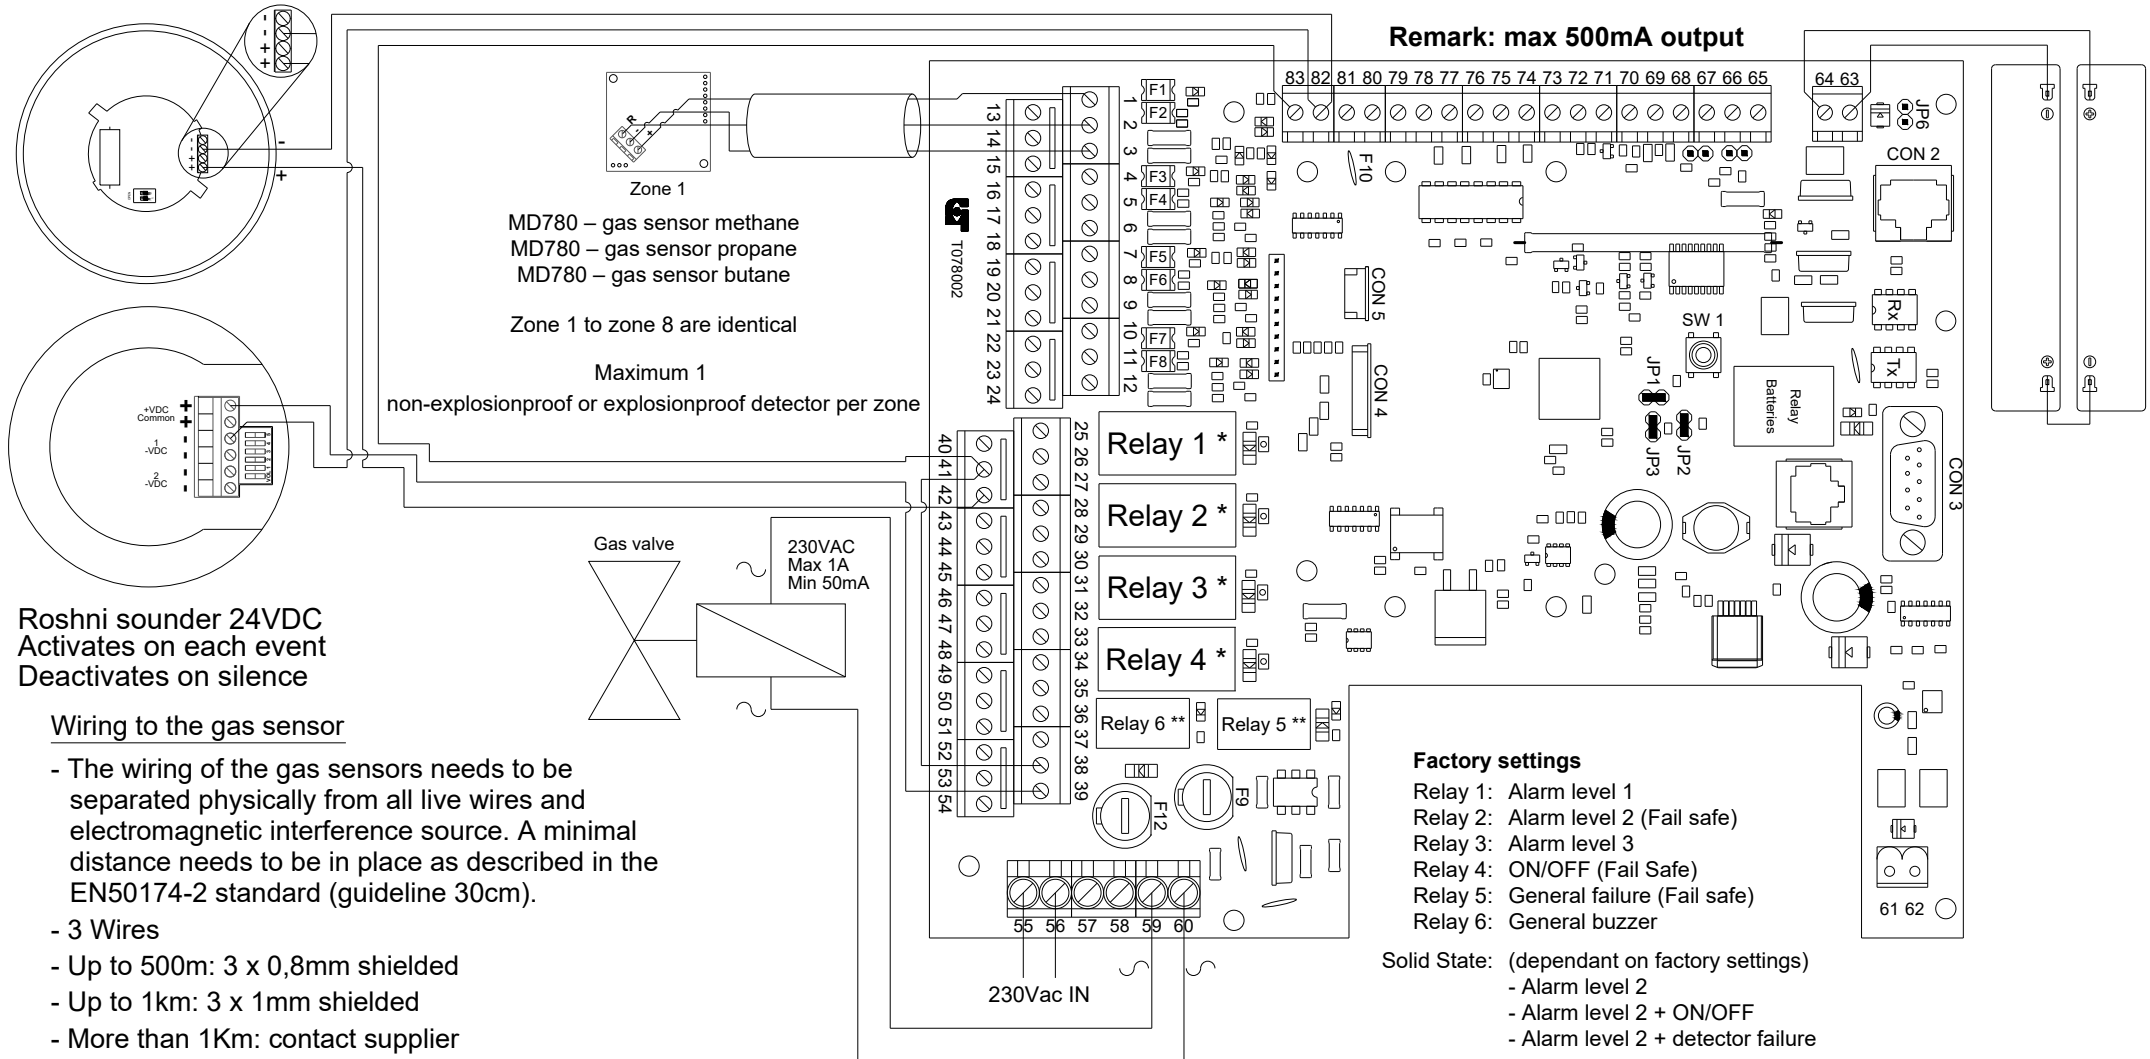 Remark: max 500mA output
-
-
+
+
-
+
R
-
+
Zone 1
MD780 – gas sensor methane
MD780 – gas sensor propane
MD780 – gas sensor butane
Zone 1 to zone 8 are identical
Maximum 1
non-explosionproof or explosionproof detector per zone
+VDC
Common
1
-VDC
2
-VDC
Roshni sounder 24VDC
Activates on each event
Deactivates on silence
Gas valve
230VAC
Max 1A
Min 50mA
Wiring to the gas sensor
- The wiring of the gas sensors needs to be
separated physically from all live wires and
electromagnetic interference source. A minimal
distance needs to be in place as described in the
EN50174-2 standard (guideline 30cm).
- 3 Wires
- Up to 500m: 3 x 0,8mm shielded
- Up to 1km: 3 x 1mm shielded
- More than 1Km: contact supplier
T078002
13 14 15 16 17 18 19 20 21 22 23 24
1 2 3 4 5 6 7 8 9 10 11 12
F1
F2
F3
F4
F5
F6
F7
F8
83 82 81 80 79 78 77 76 75 74 73 72 71 70 69 68 67 66 65
64 63
JP6
F10
CON 2
CON 5
CON 4
SW 1
Rx
Tx
JP1
JP3
JP2
Relay
Batteries
CON 3
40 41 42 43 44 45 46 47 48 49 50 51 52 53 54
25 26 27 28 29 30 31 32 33 34 35 36 37 38 39
Relay 1 *
Relay 2 *
Relay 3 *
Relay 4 *
Relay 6 **
Relay 5 **
F12
F9
55 56 57 58 59 60
230Vac IN
61 62
Factory settings
Relay 1: Alarm level 1
Relay 2: Alarm level 2 (Fail safe)
Relay 3: Alarm level 3
Relay 4: ON/OFF (Fail Safe)
Relay 5: General failure (Fail safe)
Relay 6: General buzzer
Solid State: (dependant on factory settings)
- Alarm level 2
- Alarm level 2 + ON/OFF
- Alarm level 2 + detector failure